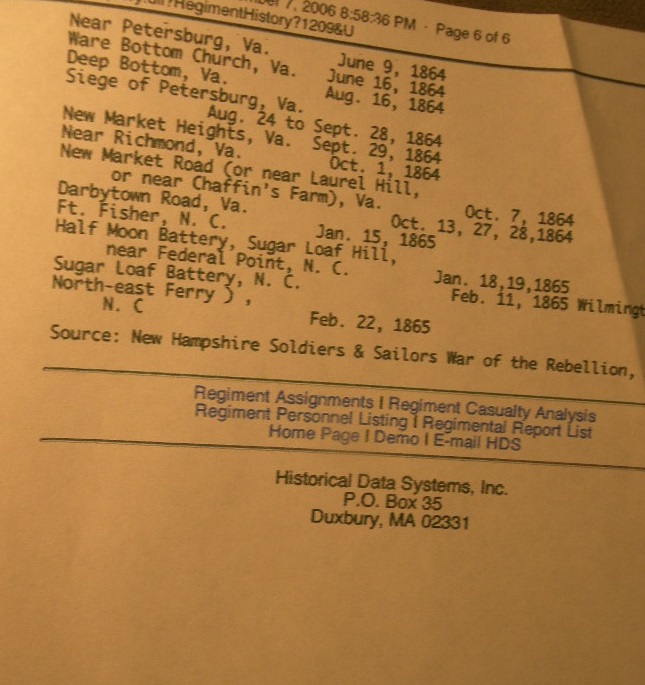 7, 2006 8:58:36 PM · Page 6 of 6
?RegimentHistory?1209&U
Near Petersburg, Va. June 9, 1864
Ware Bottom Church, Va. June 16, 1864
Deep Bottom, Va. Aug. 16, 1864
Siege of Petersburg, Va.
Aug. 24 to Sept. 28, 1864
New Market Heights, Va. Sept. 29, 1864
Near Richmond, Va. Oct. 1, 1864
New Market Road (or near Laurel Hill,
or near Chaffin's Farm), Va. Oct. 7, 1864
Darbytown Road, Va. Oct. 13, 27, 28,1864
Ft. Fisher, N. C. Jan. 15, 1865
Half Moon Battery, Sugar Loaf Hill,
near Federal Point, N. C. Jan. 18,19,1865
Sugar Loaf Battery, N. C. Feb. 11, 1865 Wilmingt
North-east Ferry ) ,
N. C Feb. 22, 1865
Source: New Hampshire Soldiers & Sailors War of the Rebellion,
Regiment Assignments | Regiment Casualty Analysis
Regiment Personnel Listing | Regimental Report List
Home Page | Demo | E-mail HDS
Historical Data Systems, Inc.
P.O. Box 35
Duxbury, MA 02331